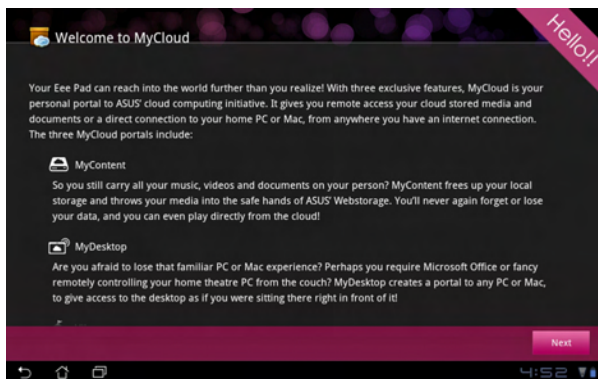 Welcome to MyCloud
Hello!!
Your Eee Pad can reach into the world further than you realize! With three exclusive features, MyCloud is your
personal portal to ASUS' cloud computing initiative. It gives you remote access your cloud stored media and
documents or a direct connection to your home PC or Mac, from anywhere you have an internet connection.
The three MyCloud portals include:
MyContent
So you still carry all your music, videos and documents on your person? MyContent frees up your local
storage and throws your media into the safe hands of ASUS' Webstorage. You'll never again forget or lose
your data, and you can even play directly from the cloud!
MyDesktop
Are you afraid to lose that familiar PC or Mac experience? Perhaps you require Microsoft Office or fancy
remotely controlling your home theatre PC from the couch? MyDesktop creates a portal to any PC or Mac,
to give access to the desktop as if you were sitting there right in front of it!
Next
4:52